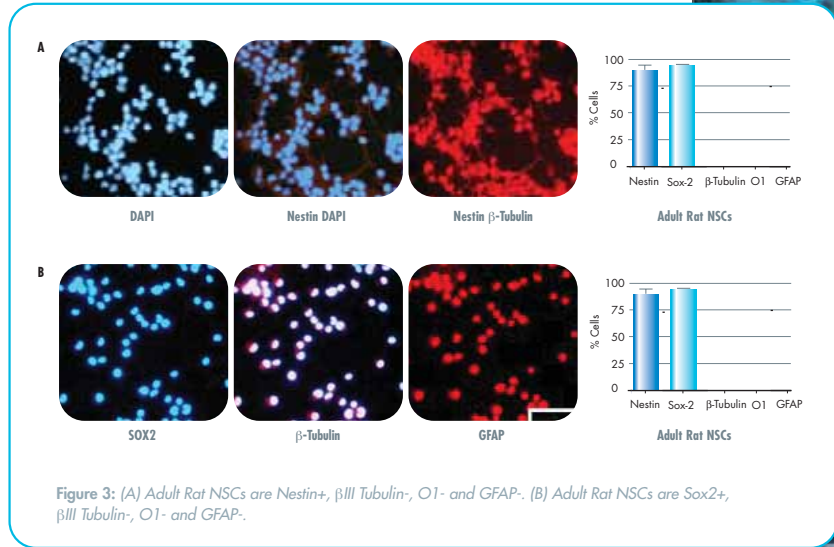 A
DAPI
Nestin DAPI
Nestin β-Tubulin
100
75
50
25
0
% Cells
Nestin Sox-2 β-Tubulin O1 GFAP
Adult Rat NSCs
B
SOX2
β-Tubulin
GFAP
100
75
50
25
0
% Cells
Nestin Sox-2 β-Tubulin O1 GFAP
Adult Rat NSCs
Figure 3: (A) Adult Rat NSCs are Nestin+, βIII Tubulin-, O1- and GFAP-. (B) Adult Rat NSCs are Sox2+,
βIII Tubulin-, O1- and GFAP-.